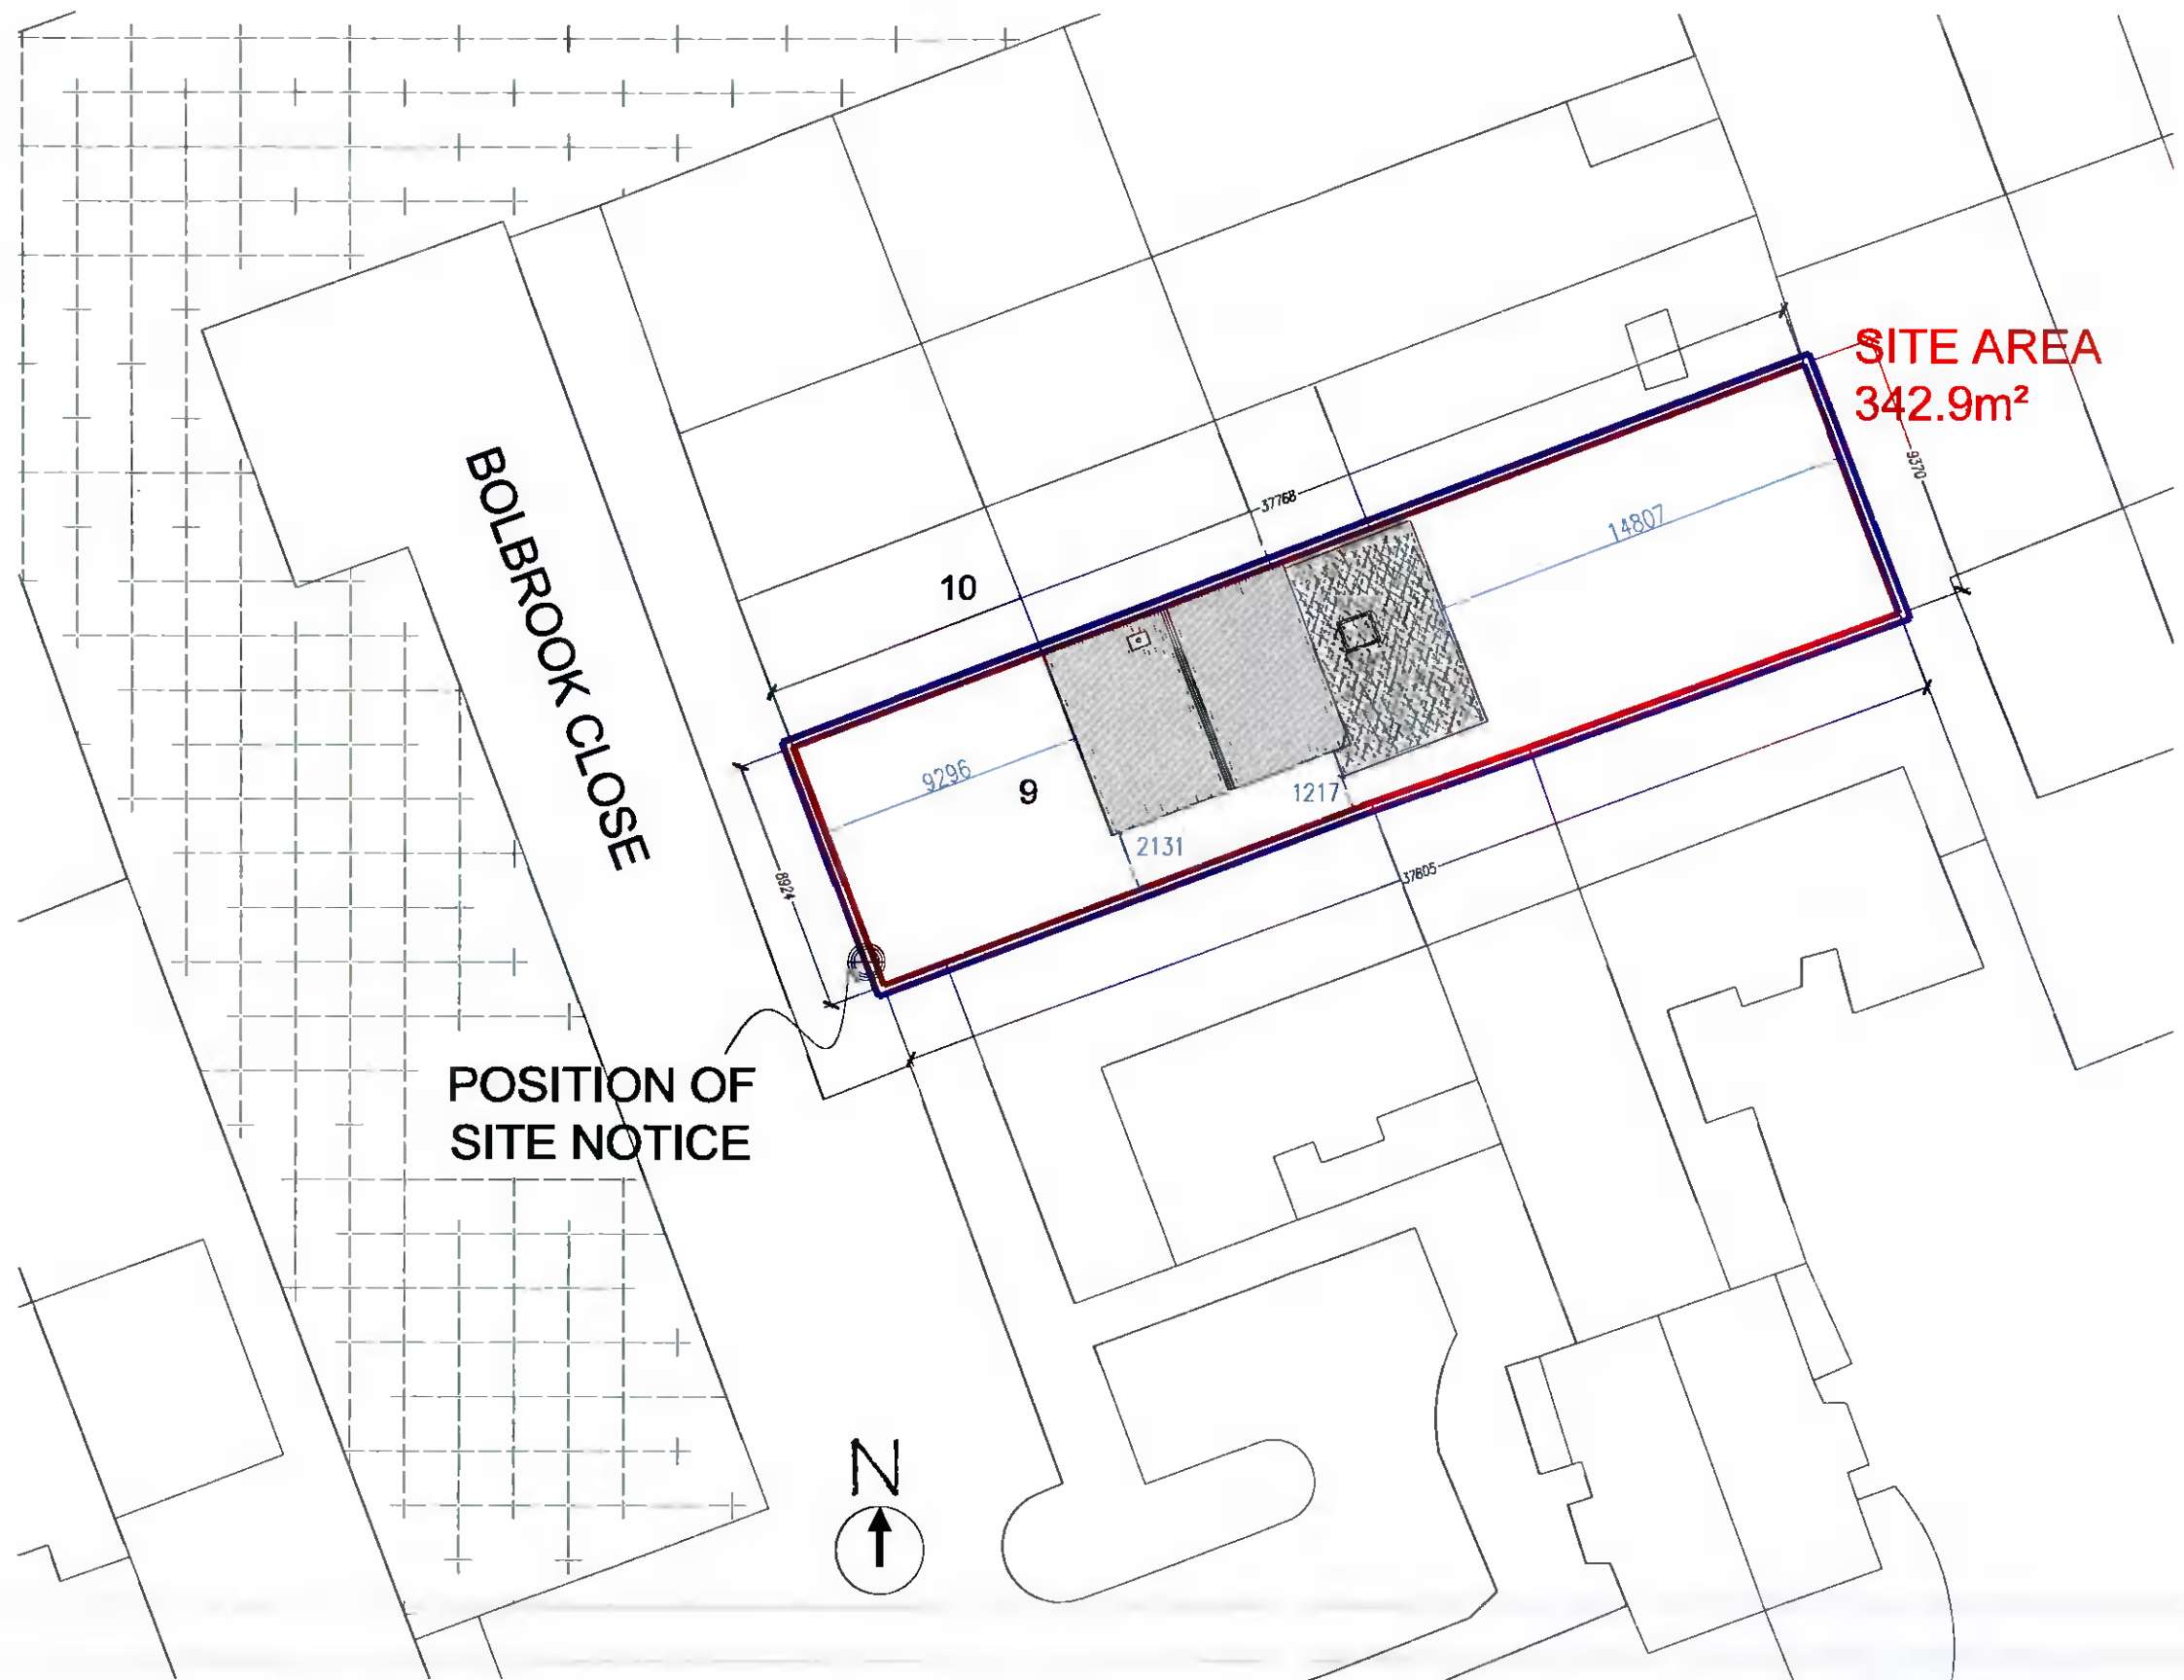 SITE AREA
342.9m²
9370
37768
14807
BOLBROOK CLOSE
10
9296
9
1217
2131
8924
37805
POSITION OF
SITE NOTICE
N